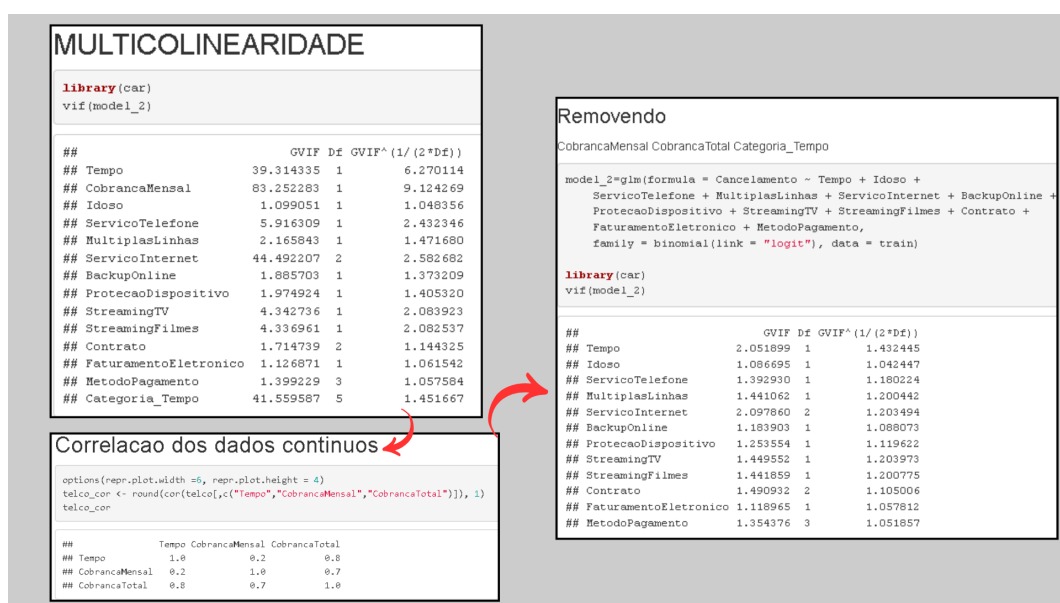 MULTICOLINEARIDADE
library(car)
vif(model_2)
## GVIF Df GVIF^(1/(2*Df))
## Tempo 39.314335 1 6.270114
## CobrancaMensal 83.252283 1 9.124269
## Idoso 1.099051 1 1.048356
## ServicoTelefone 5.916309 1 2.432346
## MultiplasLinhas 2.165843 1 1.471680
## ServicoInternet 44.492207 2 2.582682
## BackupOnline 1.885703 1 1.373209
## ProtecaoDispositivo 1.974924 1 1.405320
## StreamingTV 4.342736 1 2.083923
## StreamingFilmes 4.336961 1 2.082537
## Contrato 1.714739 2 1.144325
## FaturamentoEletronico 1.126871 1 1.061542
## MetodoPagamento 1.399229 3 1.057584
## Categoria_Tempo 41.559587 5 1.451667
Correlacao dos dados continuos
options(repr.plot.width =6, repr.plot.height = 4)
telco_cor <- round(cor(telco[,c("Tempo","CobrancaMensal","CobrancaTotal")]), 1)
telco_cor
## Tempo CobrancaMensal CobrancaTotal
## Tempo 1.0 0.2 0.8
## CobrancaMensal 0.2 1.0 0.7
## CobrancaTotal 0.8 0.7 1.0
Removendo
CobrancaMensal CobrancaTotal Categoria_Tempo
model_2=glm(formula = Cancelamento ~ Tempo + Idoso +
ServicoTelefone + MultiplasLinhas + ServicoInternet + BackupOnline +
ProtecaoDispositivo + StreamingTV + StreamingFilmes + Contrato +
FaturamentoEletronico + MetodoPagamento,
family = binomial(link = "logit"), data = train)
library(car)
vif(model_2)
## GVIF Df GVIF^(1/(2*Df))
## Tempo 2.051899 1 1.432445
## Idoso 1.086695 1 1.042447
## ServicoTelefone 1.392930 1 1.180224
## MultiplasLinhas 1.441062 1 1.200442
## ServicoInternet 2.097860 2 1.203494
## BackupOnline 1.183903 1 1.088073
## ProtecaoDispositivo 1.253554 1 1.119622
## StreamingTV 1.449552 1 1.203973
## StreamingFilmes 1.441859 1 1.200775
## Contrato 1.490932 2 1.105006
## FaturamentoEletronico 1.118965 1 1.057812
## MetodoPagamento 1.354376 3 1.051857